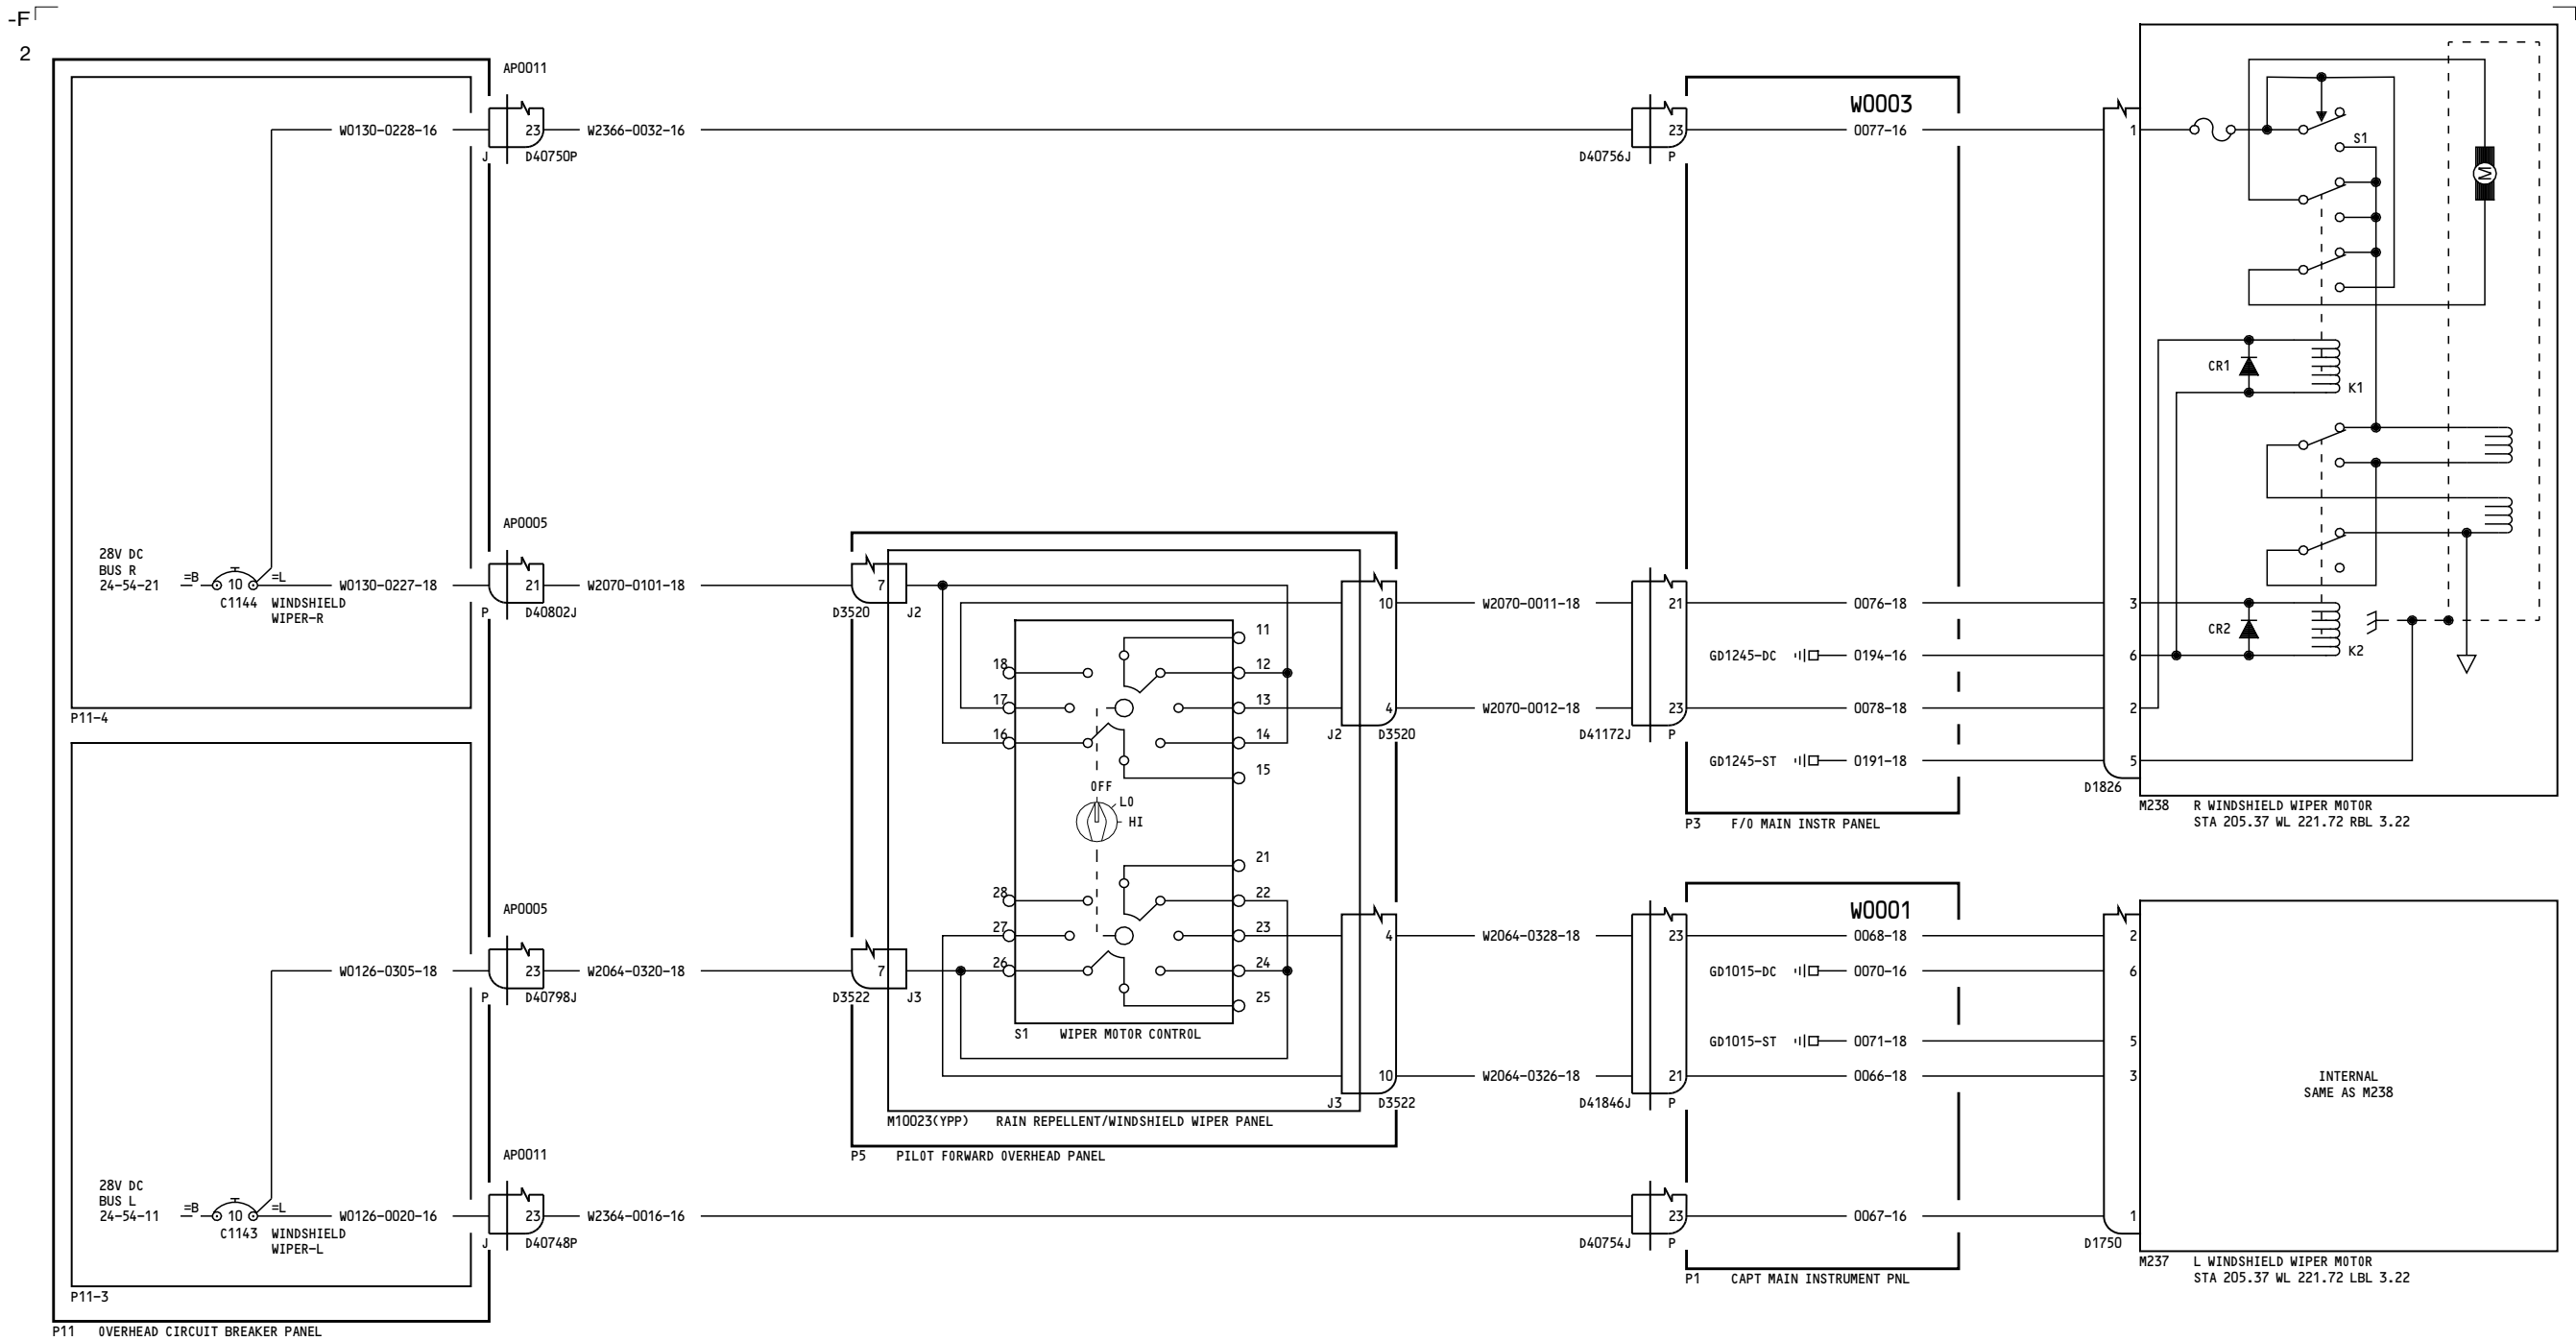 -F
2
AP0011
W0130-0228-16
23
W2366-0032-16
J
D40750P
23
D40756J
P
W0003
0077-16
1
S1
M
CR1
K1
AP0005
28V DC
BUS R
24-54-21
=B
10
=L
C1144
WINDSHIELD
WIPER-R
W0130-0227-18
21
W2070-0101-18
P
D40802J
7
D3520
J2
10
W2070-0011-18
21
0076-18
3
CR2
K2
GD1245-DC
0194-16
6
4
W2070-0012-18
23
0078-18
2
J2
D3520
D41172J
P
GD1245-ST
0191-18
5
D1826
M238
R WINDSHIELD WIPER MOTOR
STA 205.37 WL 221.72 RBL 3.22
P3
F/O MAIN INSTR PANEL
P11-4
11
18
12
17
13
16
14
15
OFF
LO
HI
21
28
22
27
23
26
24
25
S1
WIPER MOTOR CONTROL
AP0005
W0126-0305-18
23
W2064-0320-18
P
D40798J
7
D3522
J3
4
W2064-0328-18
23
W0001
0068-18
2
GD1015-DC
0070-16
6
GD1015-ST
0071-18
5
10
W2064-0326-18
21
0066-18
3
J3
D3522
D41846J
P
INTERNAL
SAME AS M238
M10023(YPP)
RAIN REPELLENT/WINDSHIELD WIPER PANEL
P5
PILOT FORWARD OVERHEAD PANEL
AP0011
28V DC
BUS L
24-54-11
=B
10
=L
C1143
WINDSHIELD
WIPER-L
W0126-0020-16
23
W2364-0016-16
J
D40748P
23
D40754J
P
0067-16
1
D1750
M237
L WINDSHIELD WIPER MOTOR
STA 205.37 WL 221.72 LBL 3.22
P1
CAPT MAIN INSTRUMENT PNL
P11-3
P11
OVERHEAD CIRCUIT BREAKER PANEL